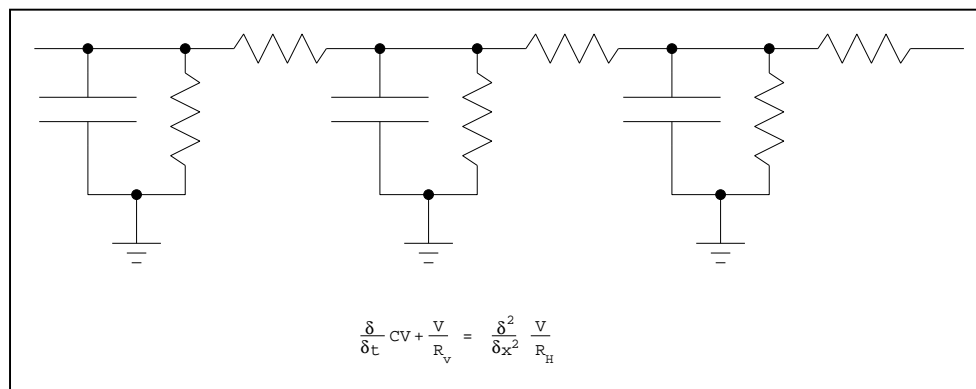 δ/δt CV + V/R_v = δ²/δx² V/R_H